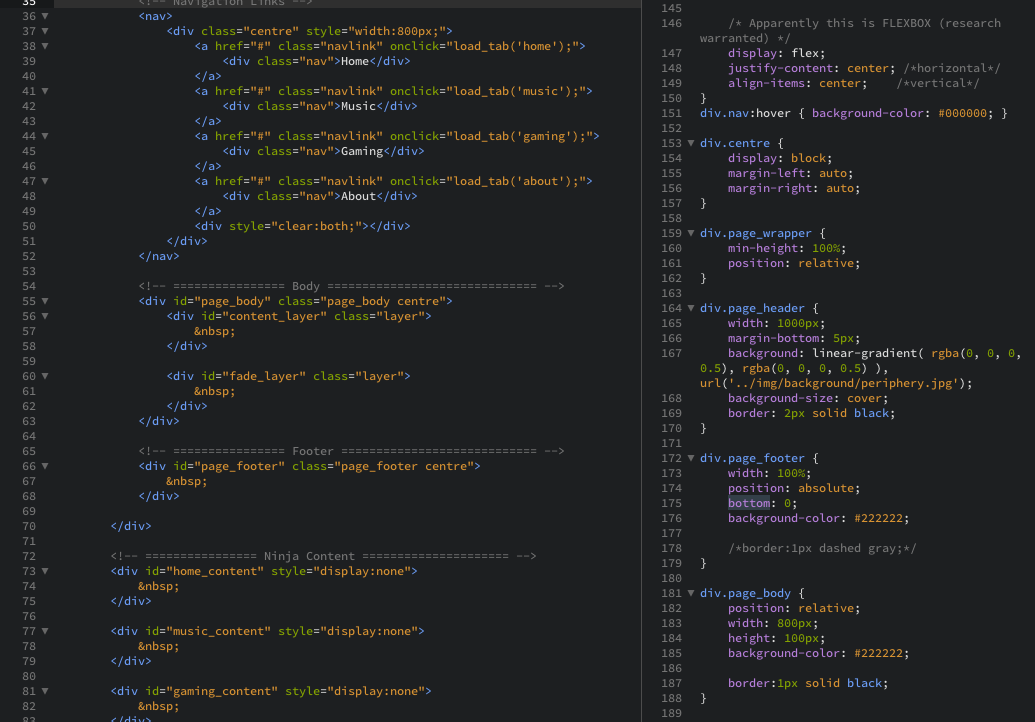 35 <!-- Navigation Links -->
36 <nav>
37 <div class="centre" style="width:800px;">
38 <a href="#" class="navlink" onclick="load_tab('home');">
39 <div class="nav">Home</div>
40 </a>
41 <a href="#" class="navlink" onclick="load_tab('music');">
42 <div class="nav">Music</div>
43 </a>
44 <a href="#" class="navlink" onclick="load_tab('gaming');">
45 <div class="nav">Gaming</div>
46 </a>
47 <a href="#" class="navlink" onclick="load_tab('about');">
48 <div class="nav">About</div>
49 </a>
50 <div style="clear:both;"></div>
51 </div>
52 </nav>
53
54 <!-- ================ Body ============================== -->
55 <div id="page_body" class="page_body centre">
56 <div id="content_layer" class="layer">
57 &nbsp;
58 </div>
59
60 <div id="fade_layer" class="layer">
61 &nbsp;
62 </div>
63 </div>
64
65 <!-- ================ Footer ============================ -->
66 <div id="page_footer" class="page_footer centre">
67 &nbsp;
68 </div>
69
70 </div>
71
72 <!-- ================ Ninja Content ===================== -->
73 <div id="home_content" style="display:none">
74 &nbsp;
75 </div>
76
77 <div id="music_content" style="display:none">
78 &nbsp;
79 </div>
80
81 <div id="gaming_content" style="display:none">
82 &nbsp;
83 </div>
145
146 /* Apparently this is FLEXBOX (research
warranted) */
147 display: flex;
148 justify-content: center; /*horizontal*/
149 align-items: center; /*vertical*/
150 }
151 div.nav:hover { background-color: #000000; }
152
153 div.centre {
154 display: block;
155 margin-left: auto;
156 margin-right: auto;
157 }
158
159 div.page_wrapper {
160 min-height: 100%;
161 position: relative;
162 }
163
164 div.page_header {
165 width: 1000px;
166 margin-bottom: 5px;
167 background: linear-gradient( rgba(0, 0, 0,
0.5), rgba(0, 0, 0, 0.5) ),
url('../img/background/periphery.jpg');
168 background-size: cover;
169 border: 2px solid black;
170 }
171
172 div.page_footer {
173 width: 100%;
174 position: absolute;
175 bottom: 0;
176 background-color: #222222;
177
178 /*border:1px dashed gray;*/
179 }
180
181 div.page_body {
182 position: relative;
183 width: 800px;
184 height: 100px;
185 background-color: #222222;
186
187 border:1px solid black;
188 }
189